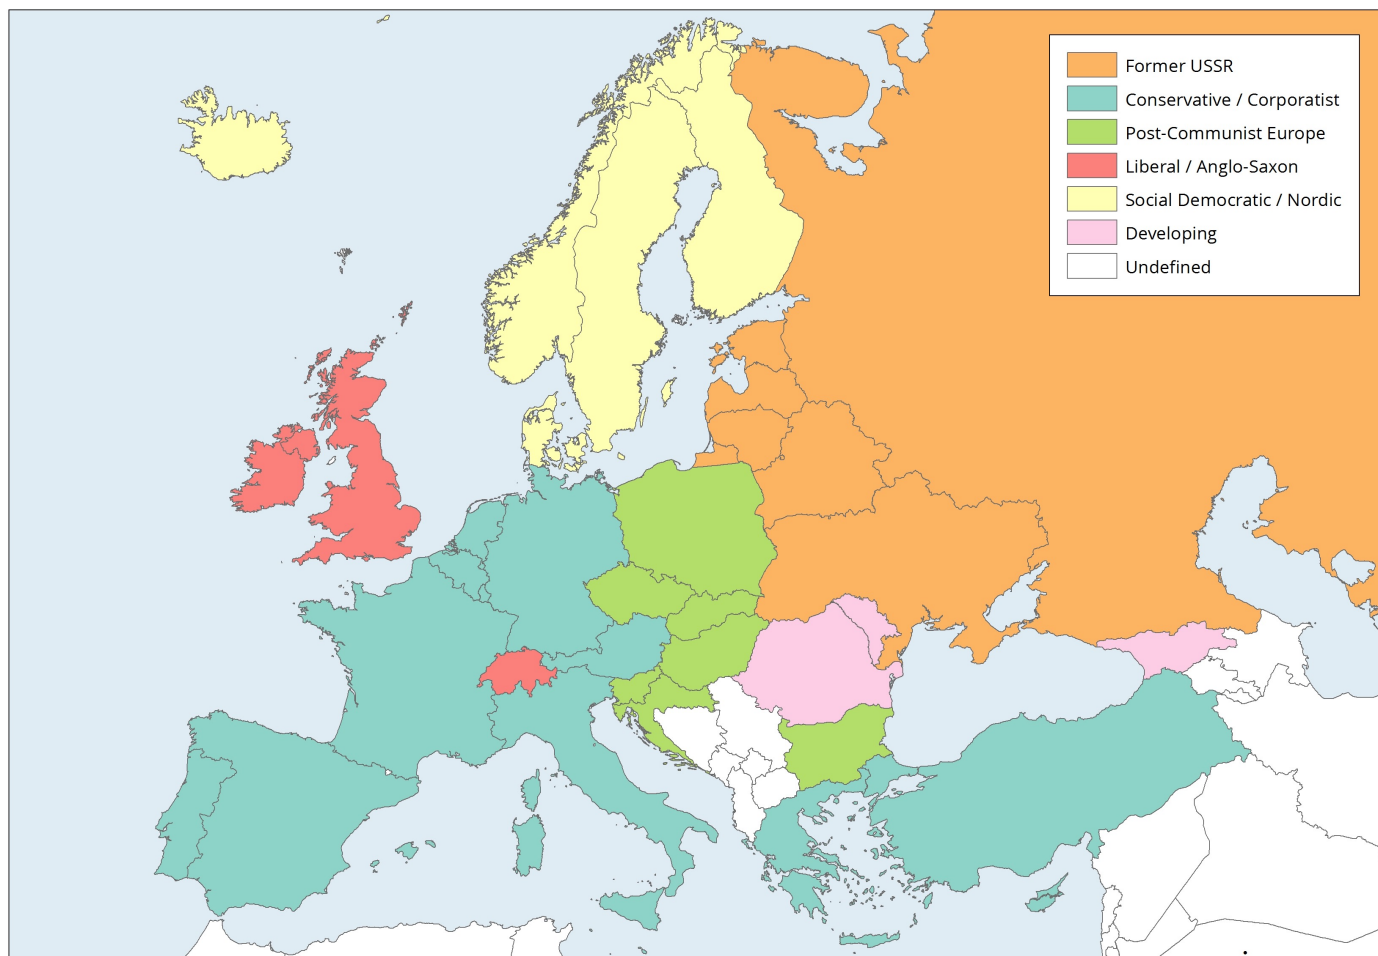 Former USSR
Conservative / Corporatist
Post-Communist Europe
Liberal / Anglo-Saxon
Social Democratic / Nordic
Developing
Undefined